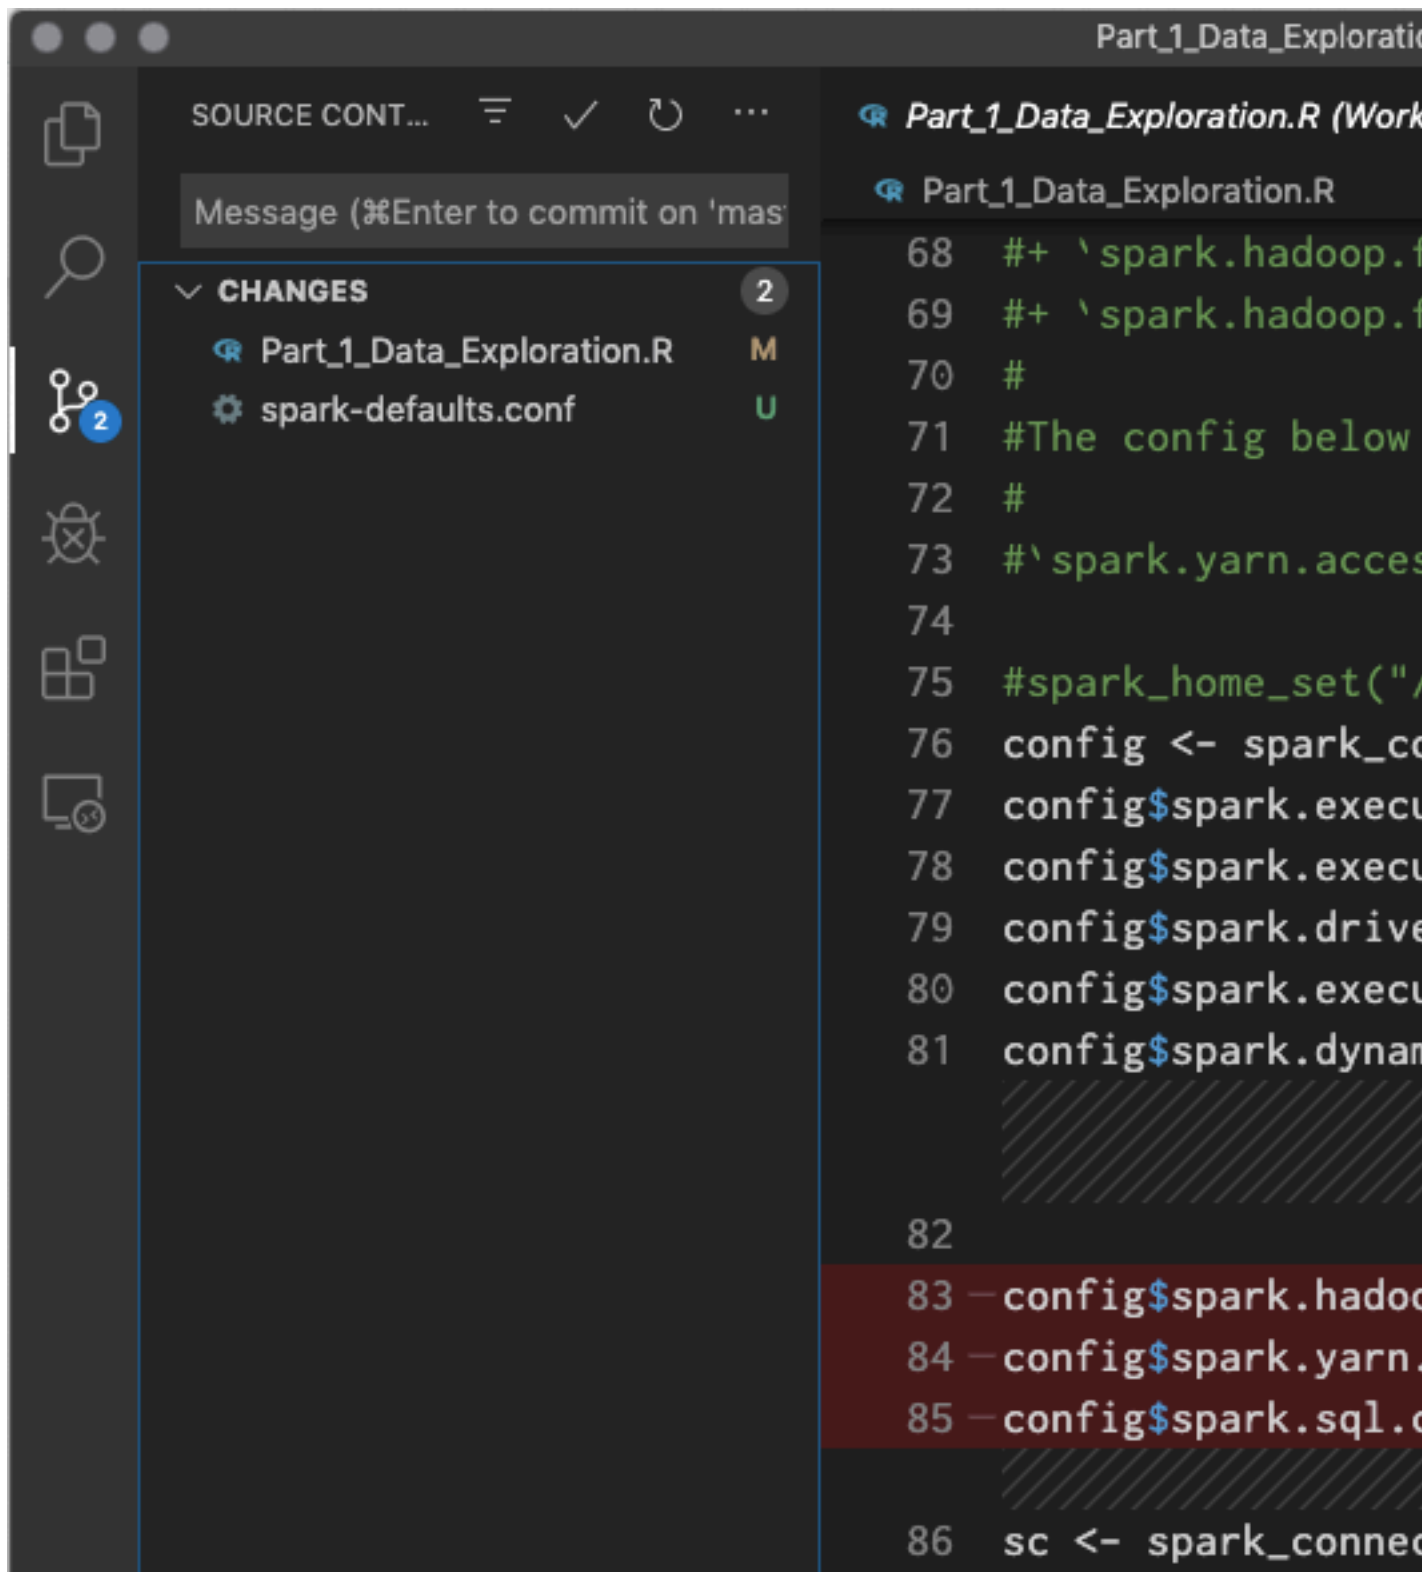 Part_1_Data_Exploratio
SOURCE CONT...
Message (⌘Enter to commit on 'mas
CHANGES 2
Part_1_Data_Exploration.R M
spark-defaults.conf U
2
Part_1_Data_Exploration.R (Work
Part_1_Data_Exploration.R
68 #+ `spark.hadoop.f
69 #+ `spark.hadoop.f
70 #
71 #The config below
72 #
73 #`spark.yarn.acces
74
75 #spark_home_set("/
76 config <- spark_co
77 config$spark.execu
78 config$spark.execu
79 config$spark.drive
80 config$spark.execu
81 config$spark.dynam
82
83 —config$spark.hadoo
84 —config$spark.yarn.
85 —config$spark.sql.c
86 sc <- spark_connec